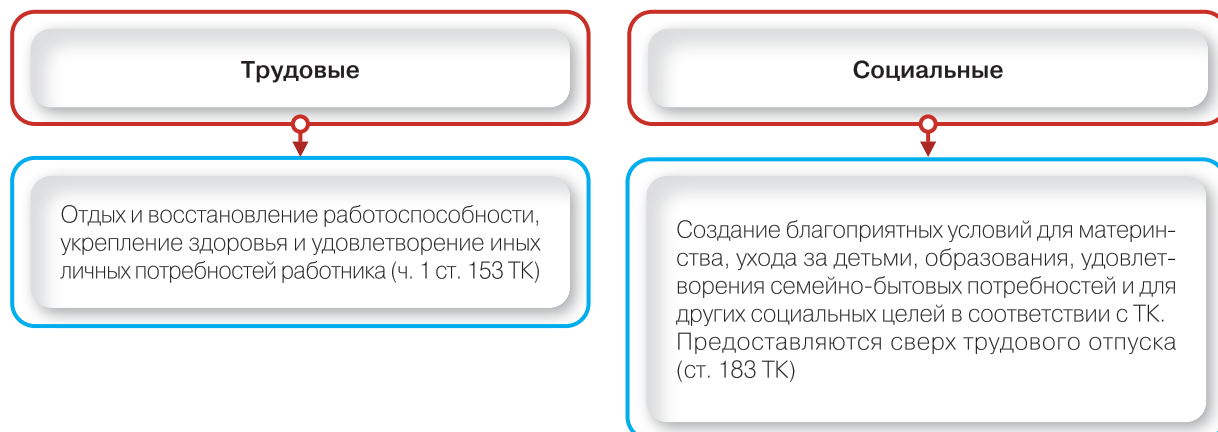 Трудовые
Отдых и восстановление работоспособности,
укрепление здоровья и удовлетворение иных
личных потребностей работника (ч. 1 ст. 153 ТК)
Социальные
Создание благоприятных условий для материн-
ства, ухода за детьми, образования, удовлет-
ворения семейно-бытовых потребностей и для
других социальных целей в соответствии с ТК.
Предоставляются сверх трудового отпуска
(ст. 183 ТК)